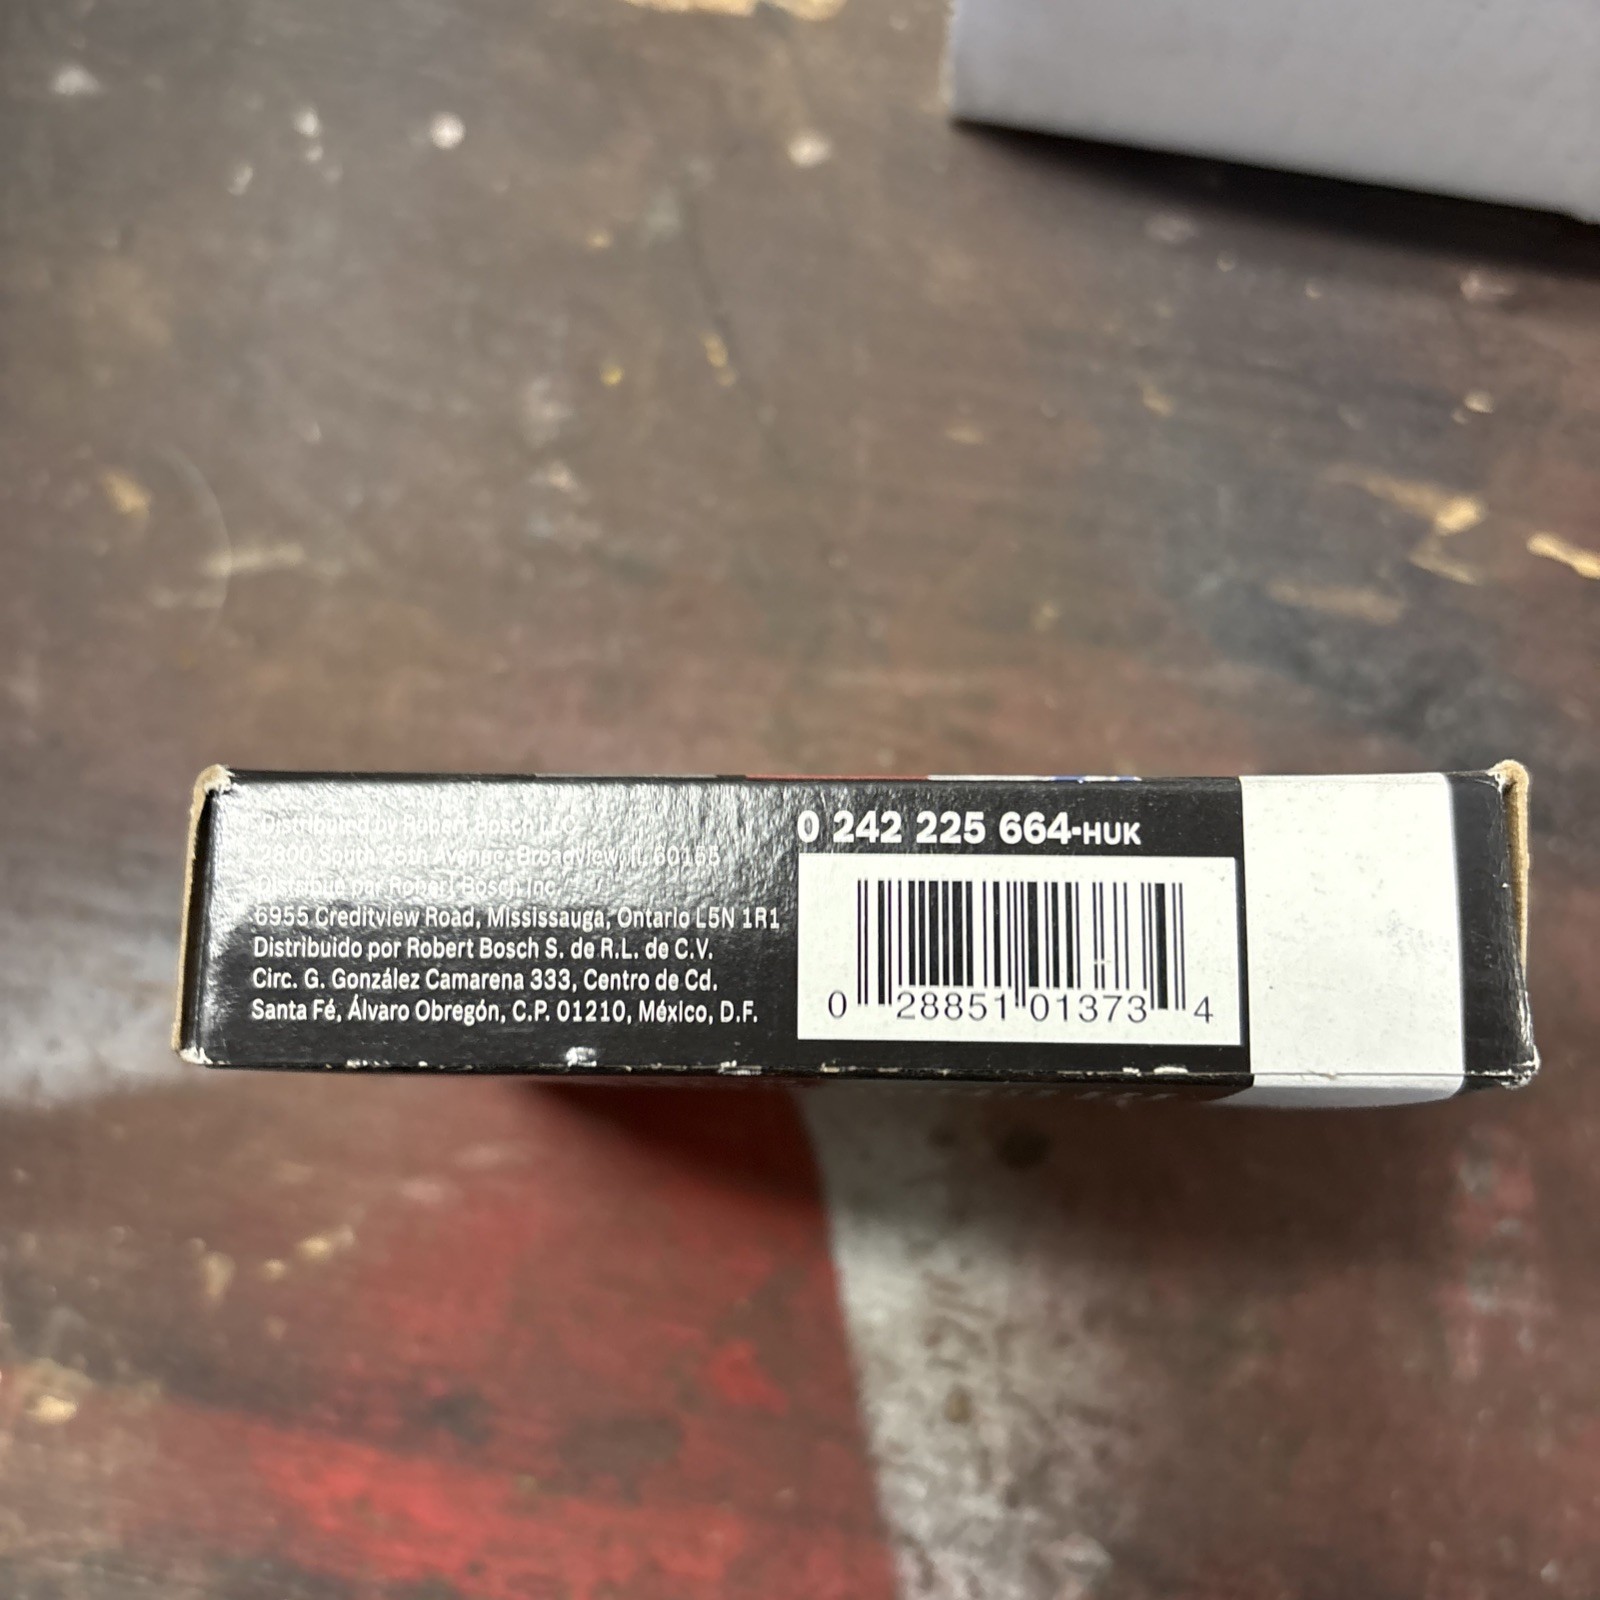 Distributed by Robert Bosch LLC
2800 South 25th Avenue, Broadview, IL 60155
Distribué par Robert Bosch Inc.
6955 Creditview Road, Mississauga, Ontario L5N 1R1
Distribuido por Robert Bosch S. de R.L. de C.V.
Circ. G. González Camarena 333, Centro de Cd.
Santa Fé, Álvaro Obregón, C.P. 01210, México, D.F.
0 242 225 664-HUK
0 28851 01373 4